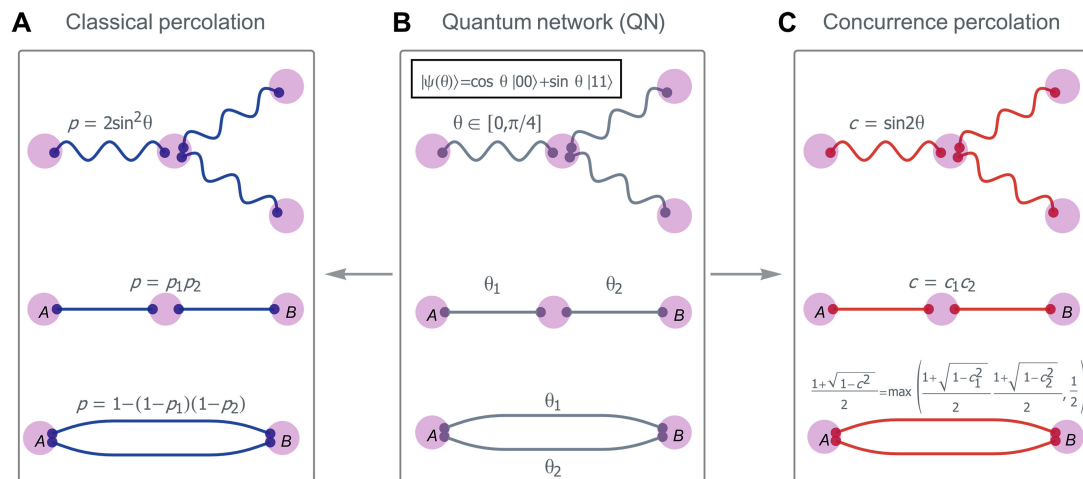 A Classical percolation
B Quantum network (QN)
C Concurrence percolation
p = 2sin²θ
p = p₁p₂
A B
p = 1−(1−p₁)(1−p₂)
A B
|ψ(θ)⟩=cos θ |00⟩+sin θ |11⟩
θ ∈ [0,π/4]
θ₁ θ₂
A B
θ₁
A B
θ₂
c = sin2θ
c = c₁c₂
A B
(1+√(1−c²))/2 = max((1+√(1−c₁²))/2 (1+√(1−c₂²))/2, 1/2)
A B